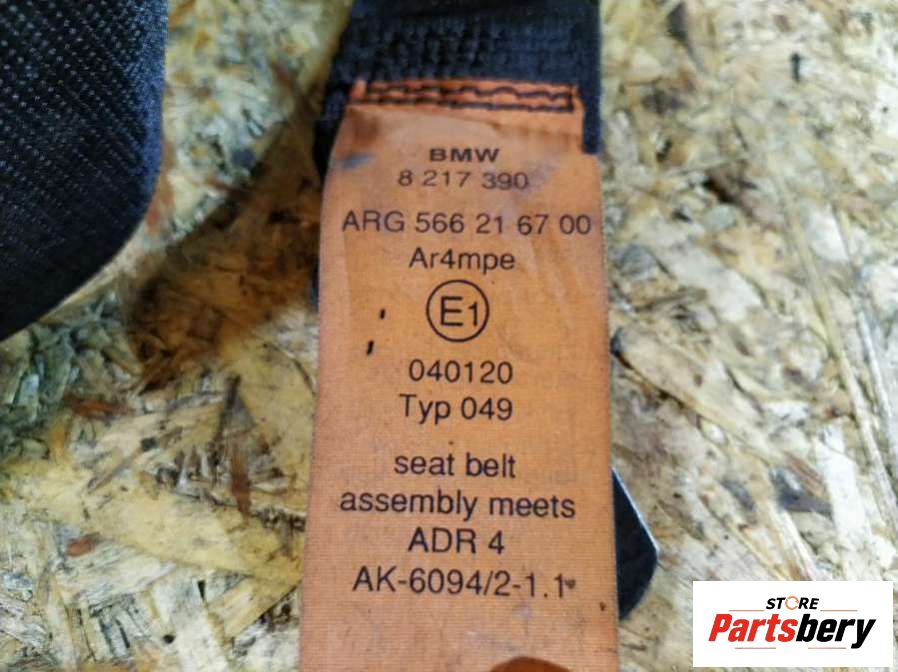 BMW
8 217 390
ARG 566 21 67 00
Ar4mpe
E1
040120
Typ 049
seat belt
assembly meets
ADR 4
AK-6094/2-1.1
STORE
Partsbery